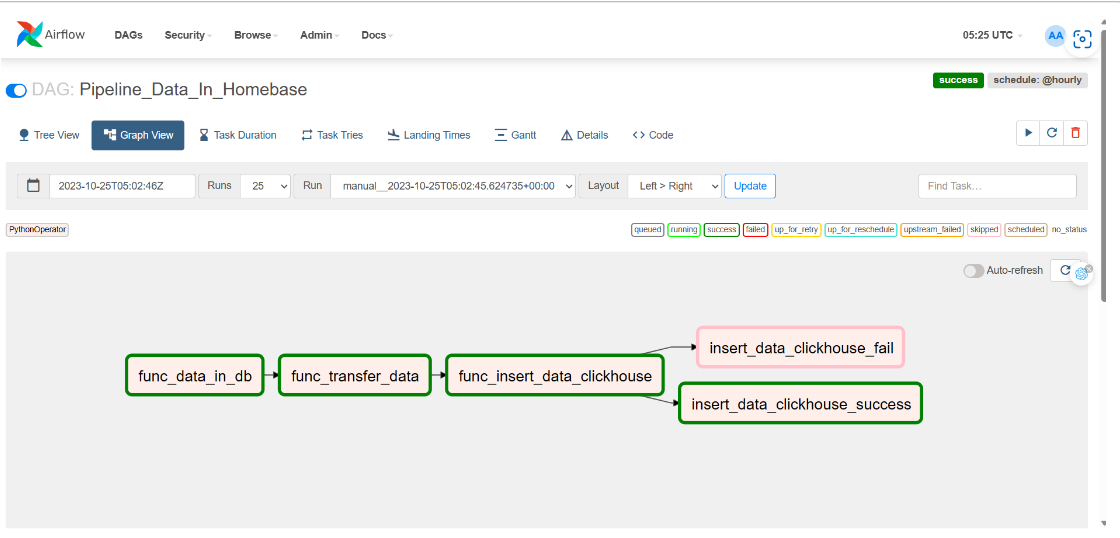 Airflow DAGs Security Browse Admin Docs 05:25 UTC AA
DAG: Pipeline_Data_In_Homebase success schedule: @hourly
Tree View Graph View Task Duration Task Tries Landing Times Gantt Details <> Code
2023-10-25T05:02:46Z Runs 25 Run manual__2023-10-25T05:02:45.624735+00:00 Layout Left > Right Update Find Task...
PythonOperator queued running success failed up_for_retry up_for_reschedule upstream_failed skipped scheduled no_status
Auto-refresh
insert_data_clickhouse_fail
func_data_in_db func_transfer_data func_insert_data_clickhouse
insert_data_clickhouse_success